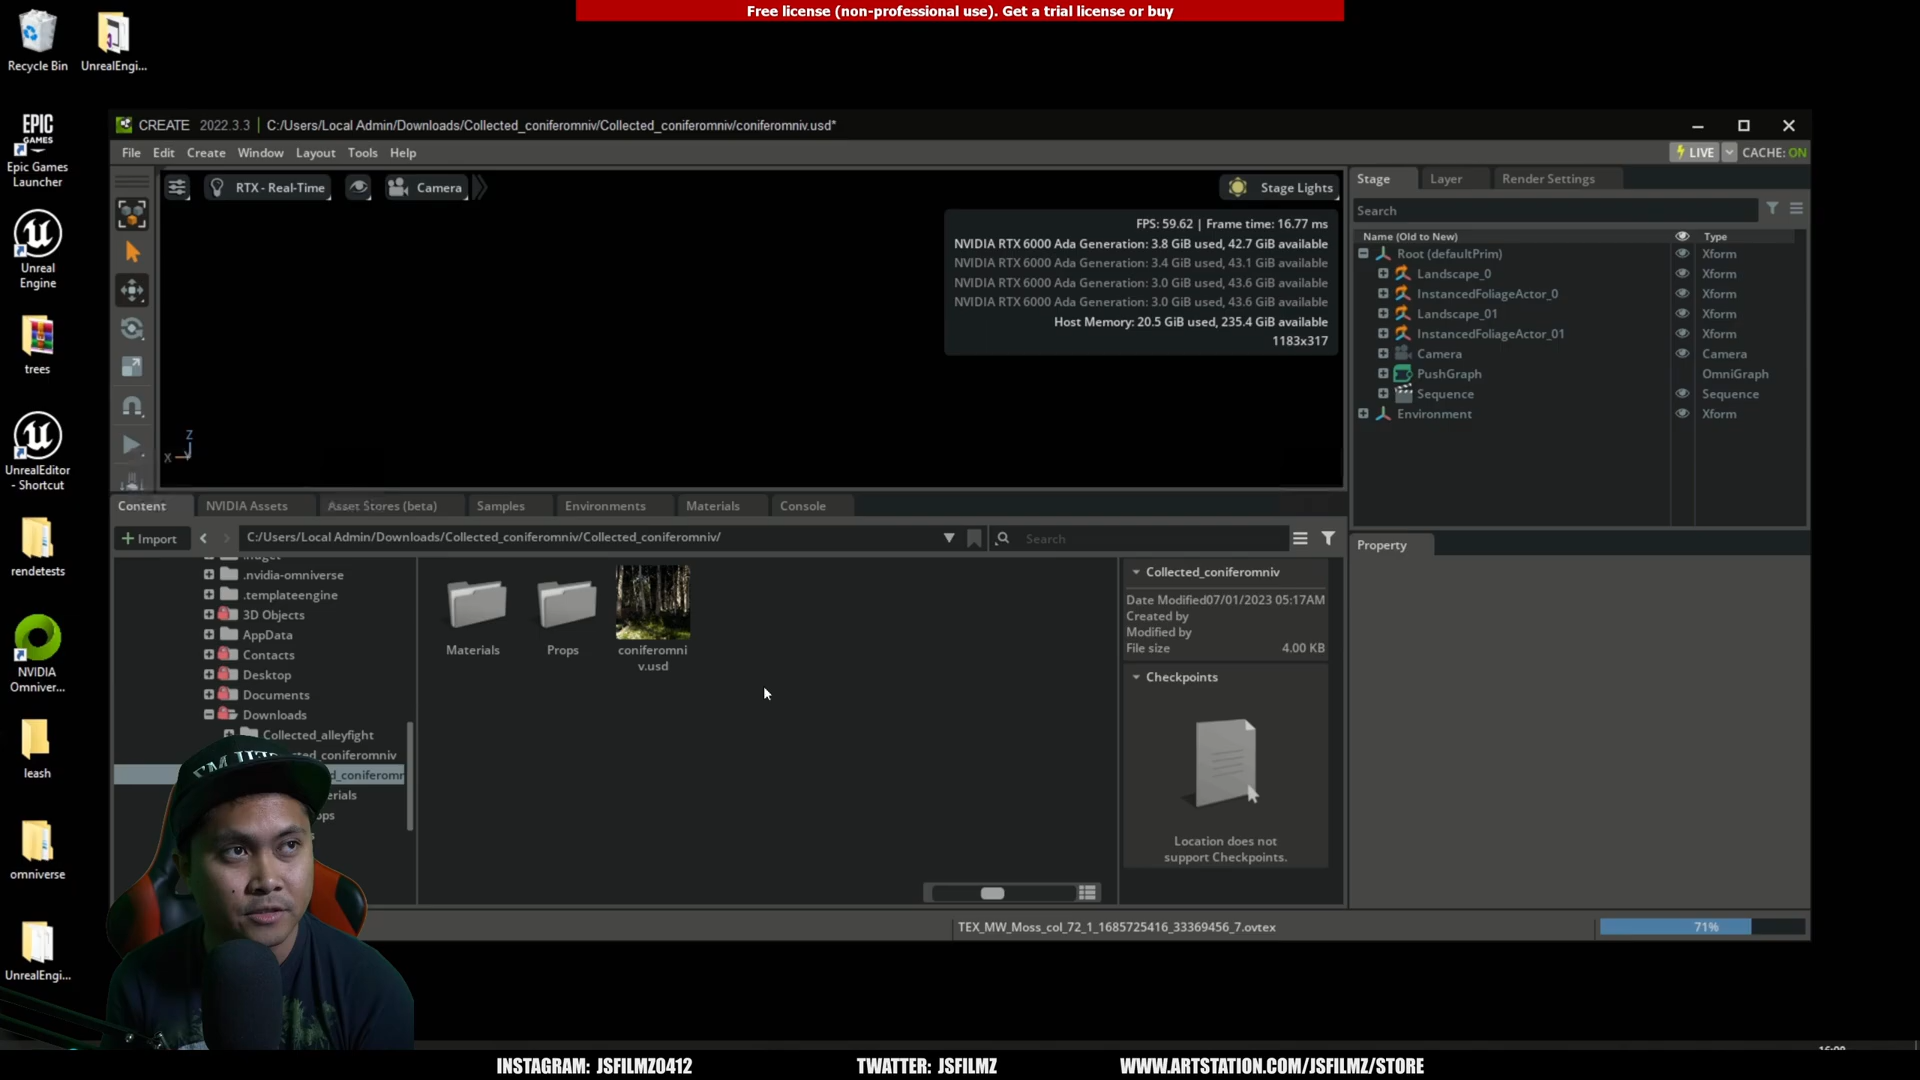 Free license (non-professional use). Get a trial license or buy
Recycle Bin
UnrealEngi...
CREATE 2022.3.3 | C:/Users/Local Admin/Downloads/Collected_coniferomniv/Collected_coniferomniv/coniferomniv.usd*
File Edit Create Window Layout Tools Help
LIVE CACHE: ON
EPIC
GAMES
Epic Games
Launcher
Unreal
Engine
trees
UnrealEditor
- Shortcut
rendetests
NVIDIA
Omniver...
leash
omniverse
UnrealEngi...
RTX - Real-Time
Camera
Stage Lights
FPS: 59.62 | Frame time: 16.77 ms
NVIDIA RTX 6000 Ada Generation: 3.8 GiB used, 42.7 GiB available
NVIDIA RTX 6000 Ada Generation: 3.4 GiB used, 43.1 GiB available
NVIDIA RTX 6000 Ada Generation: 3.0 GiB used, 43.6 GiB available
NVIDIA RTX 6000 Ada Generation: 3.0 GiB used, 43.6 GiB available
Host Memory: 20.5 GiB used, 235.4 GiB available
1183x317
Z
X
Stage Layer Render Settings
Search
Name (Old to New) Type
Root (defaultPrim) Xform
Landscape_0 Xform
InstancedFoliageActor_0 Xform
Landscape_01 Xform
InstancedFoliageActor_01 Xform
Camera Camera
PushGraph OmniGraph
Sequence Sequence
Environment Xform
Property
Content NVIDIA Assets Asset Stores (beta) Samples Environments Materials Console
Import C:/Users/Local Admin/Downloads/Collected_coniferomniv/Collected_coniferomniv/ Search
.nvidia-omniverse
.templateengine
3D Objects
AppData
Contacts
Desktop
Documents
Downloads
Collected_alleyfight
cted_coniferomniv
d_coniferomr
erials
ops
Materials
Props
coniferomni
v.usd
Collected_coniferomniv
Date Modified07/01/2023 05:17AM
Created by
Modified by
File size 4.00 KB
Checkpoints
Location does not
support Checkpoints.
TEX_MW_Moss_col_72_1_1685725416_33369456_7.ovtex
71%
INSTAGRAM: JSFILMZ0412
TWATTER: JSFILMZ
WWW.ARTSTATION.COM/JSFILMZ/STORE